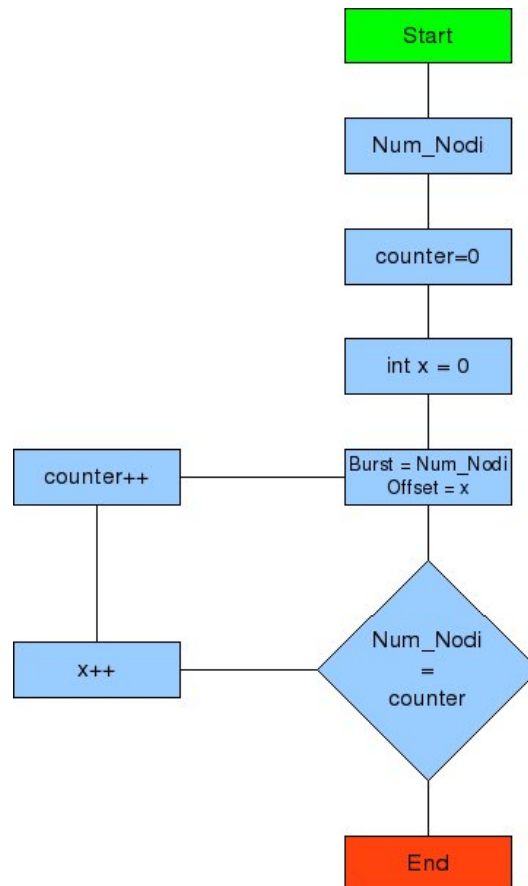 Start
Num_Nodi
counter=0
int x = 0
counter++
Burst = Num_Nodi
Offset = x
x++
Num_Nodi
=
counter
End